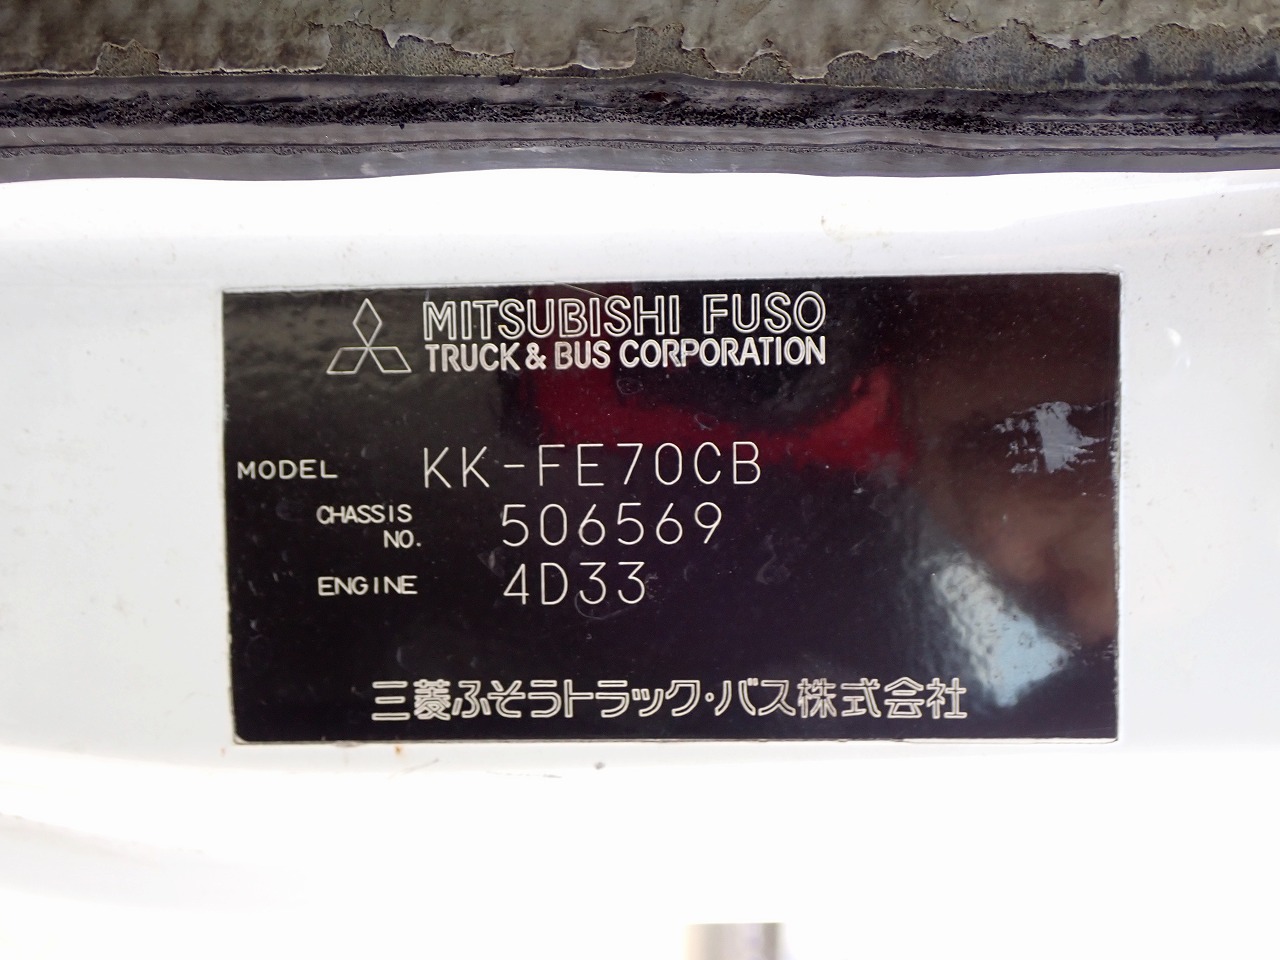 MITSUBISHI FUSO
TRUCK & BUS CORPORATION
MODEL KK-FE70CB
CHASSIS NO. 506569
ENGINE 4D33
三菱ふそうトラック・バス株式会社